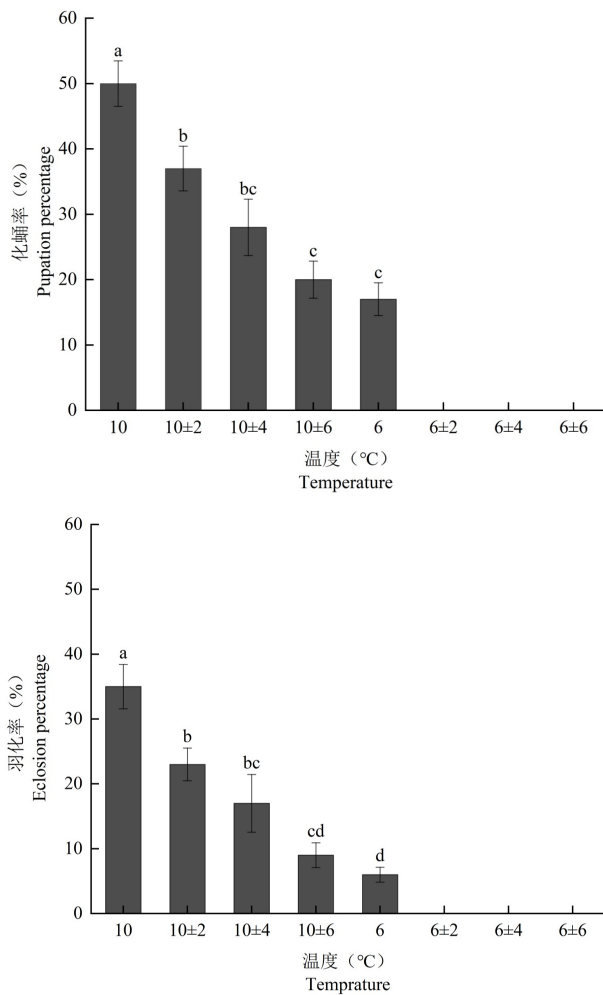 60
50
40
30
20
10
0
化蛹率（%）
Pupation percentage
a
b
bc
c
c
10 10±2 10±4 10±6 6 6±2 6±4 6±6
温度（℃）
Temperature
60
50
40
30
20
10
0
羽化率（%）
Eclosion percentage
a
b
bc
cd
d
10 10±2 10±4 10±6 6 6±2 6±4 6±6
温度（℃）
Temprature